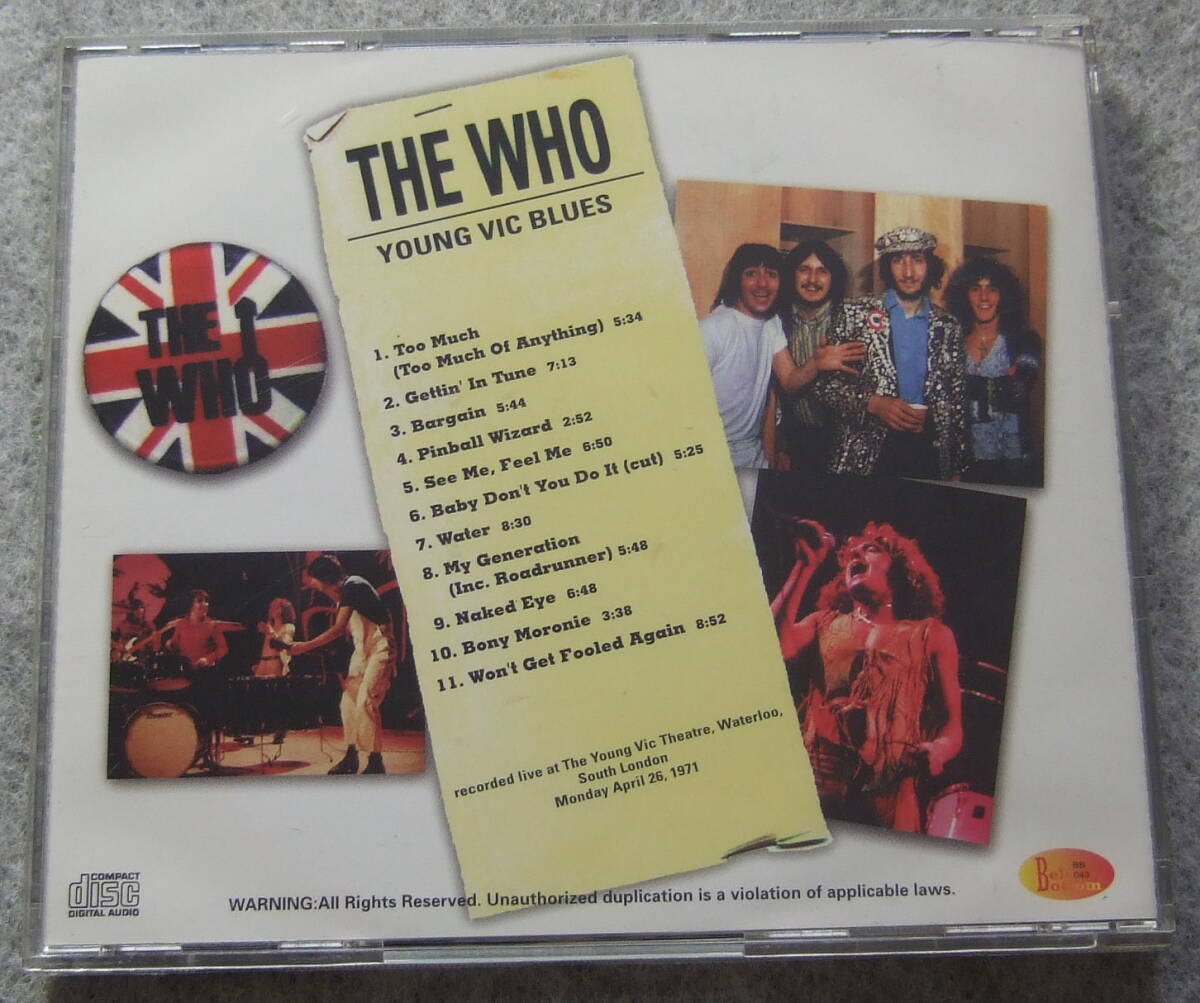 THE WHO
YOUNG VIC BLUES
1. Too Much
(Too Much Of Anything) 5:34
2. Gettin' In Tune 7:13
3. Bargain 5:44
4. Pinball Wizard 2:52
5. See Me, Feel Me 6:50
6. Baby Don't You Do It (cut) 5:25
7. Water 8:30
8. My Generation
(Inc. Roadrunner) 5:48
9. Naked Eye 6:48
10. Bony Moronie 3:38
11. Won't Get Fooled Again 8:52
recorded live at The Young Vic Theatre, Waterloo,
South London
Monday April 26, 1971
THE
WHO
COMPACT
disc
DIGITAL AUDIO
WARNING:All Rights Reserved. Unauthorized duplication is a violation of applicable laws.
BB
043
Bell
Bottom